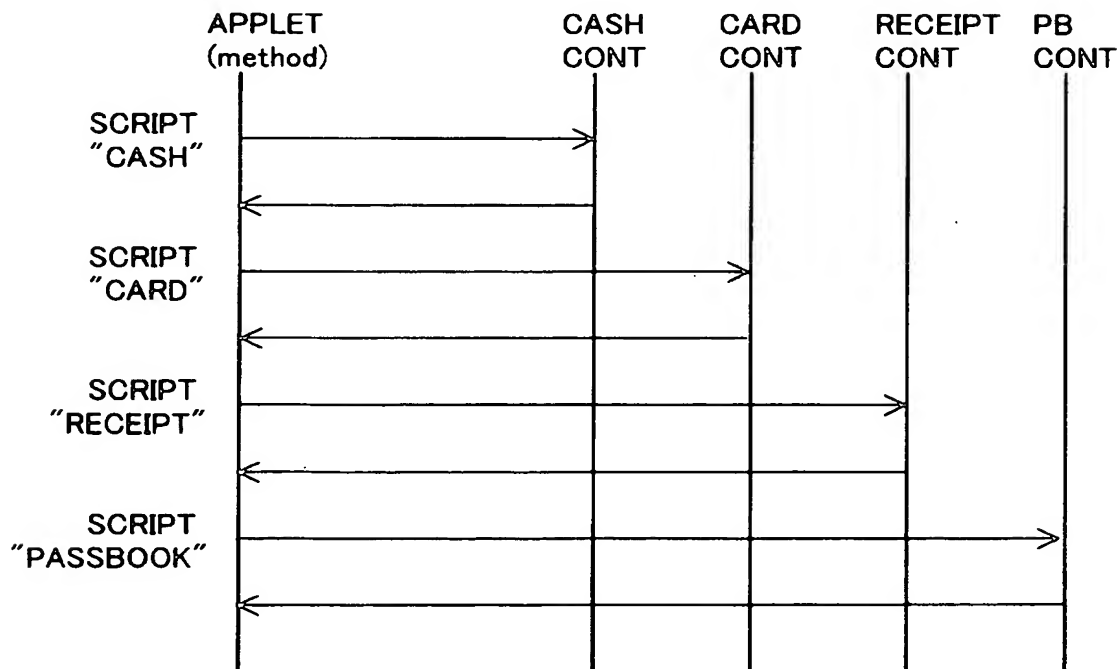 APPLET
(method)
CASH
CONT
CARD
CONT
RECEIPT
CONT
PB
CONT
SCRIPT
"CASH"
SCRIPT
"CARD"
SCRIPT
"RECEIPT"
SCRIPT
"PASSBOOK"